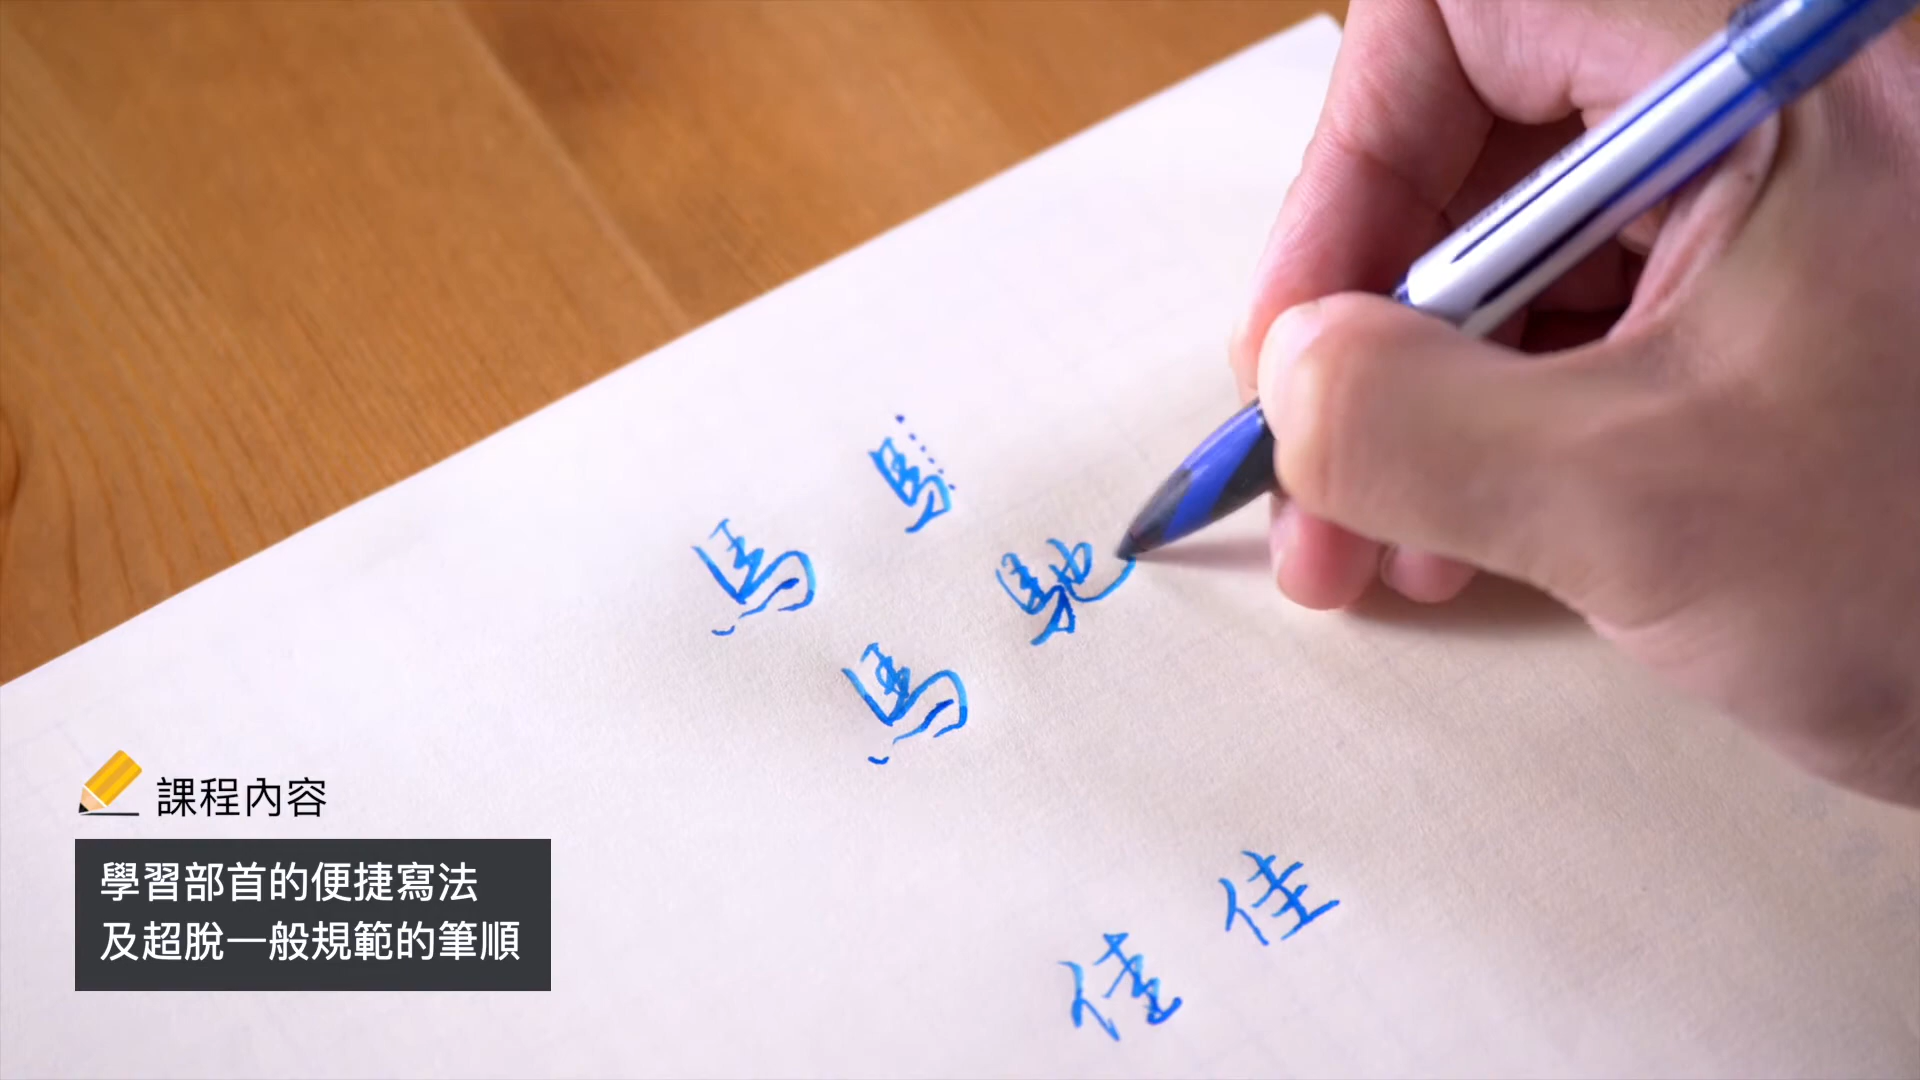 馬
馬
馳
馬
佳
佳
課程內容
學習部首的便捷寫法
及超脫一般規範的筆順